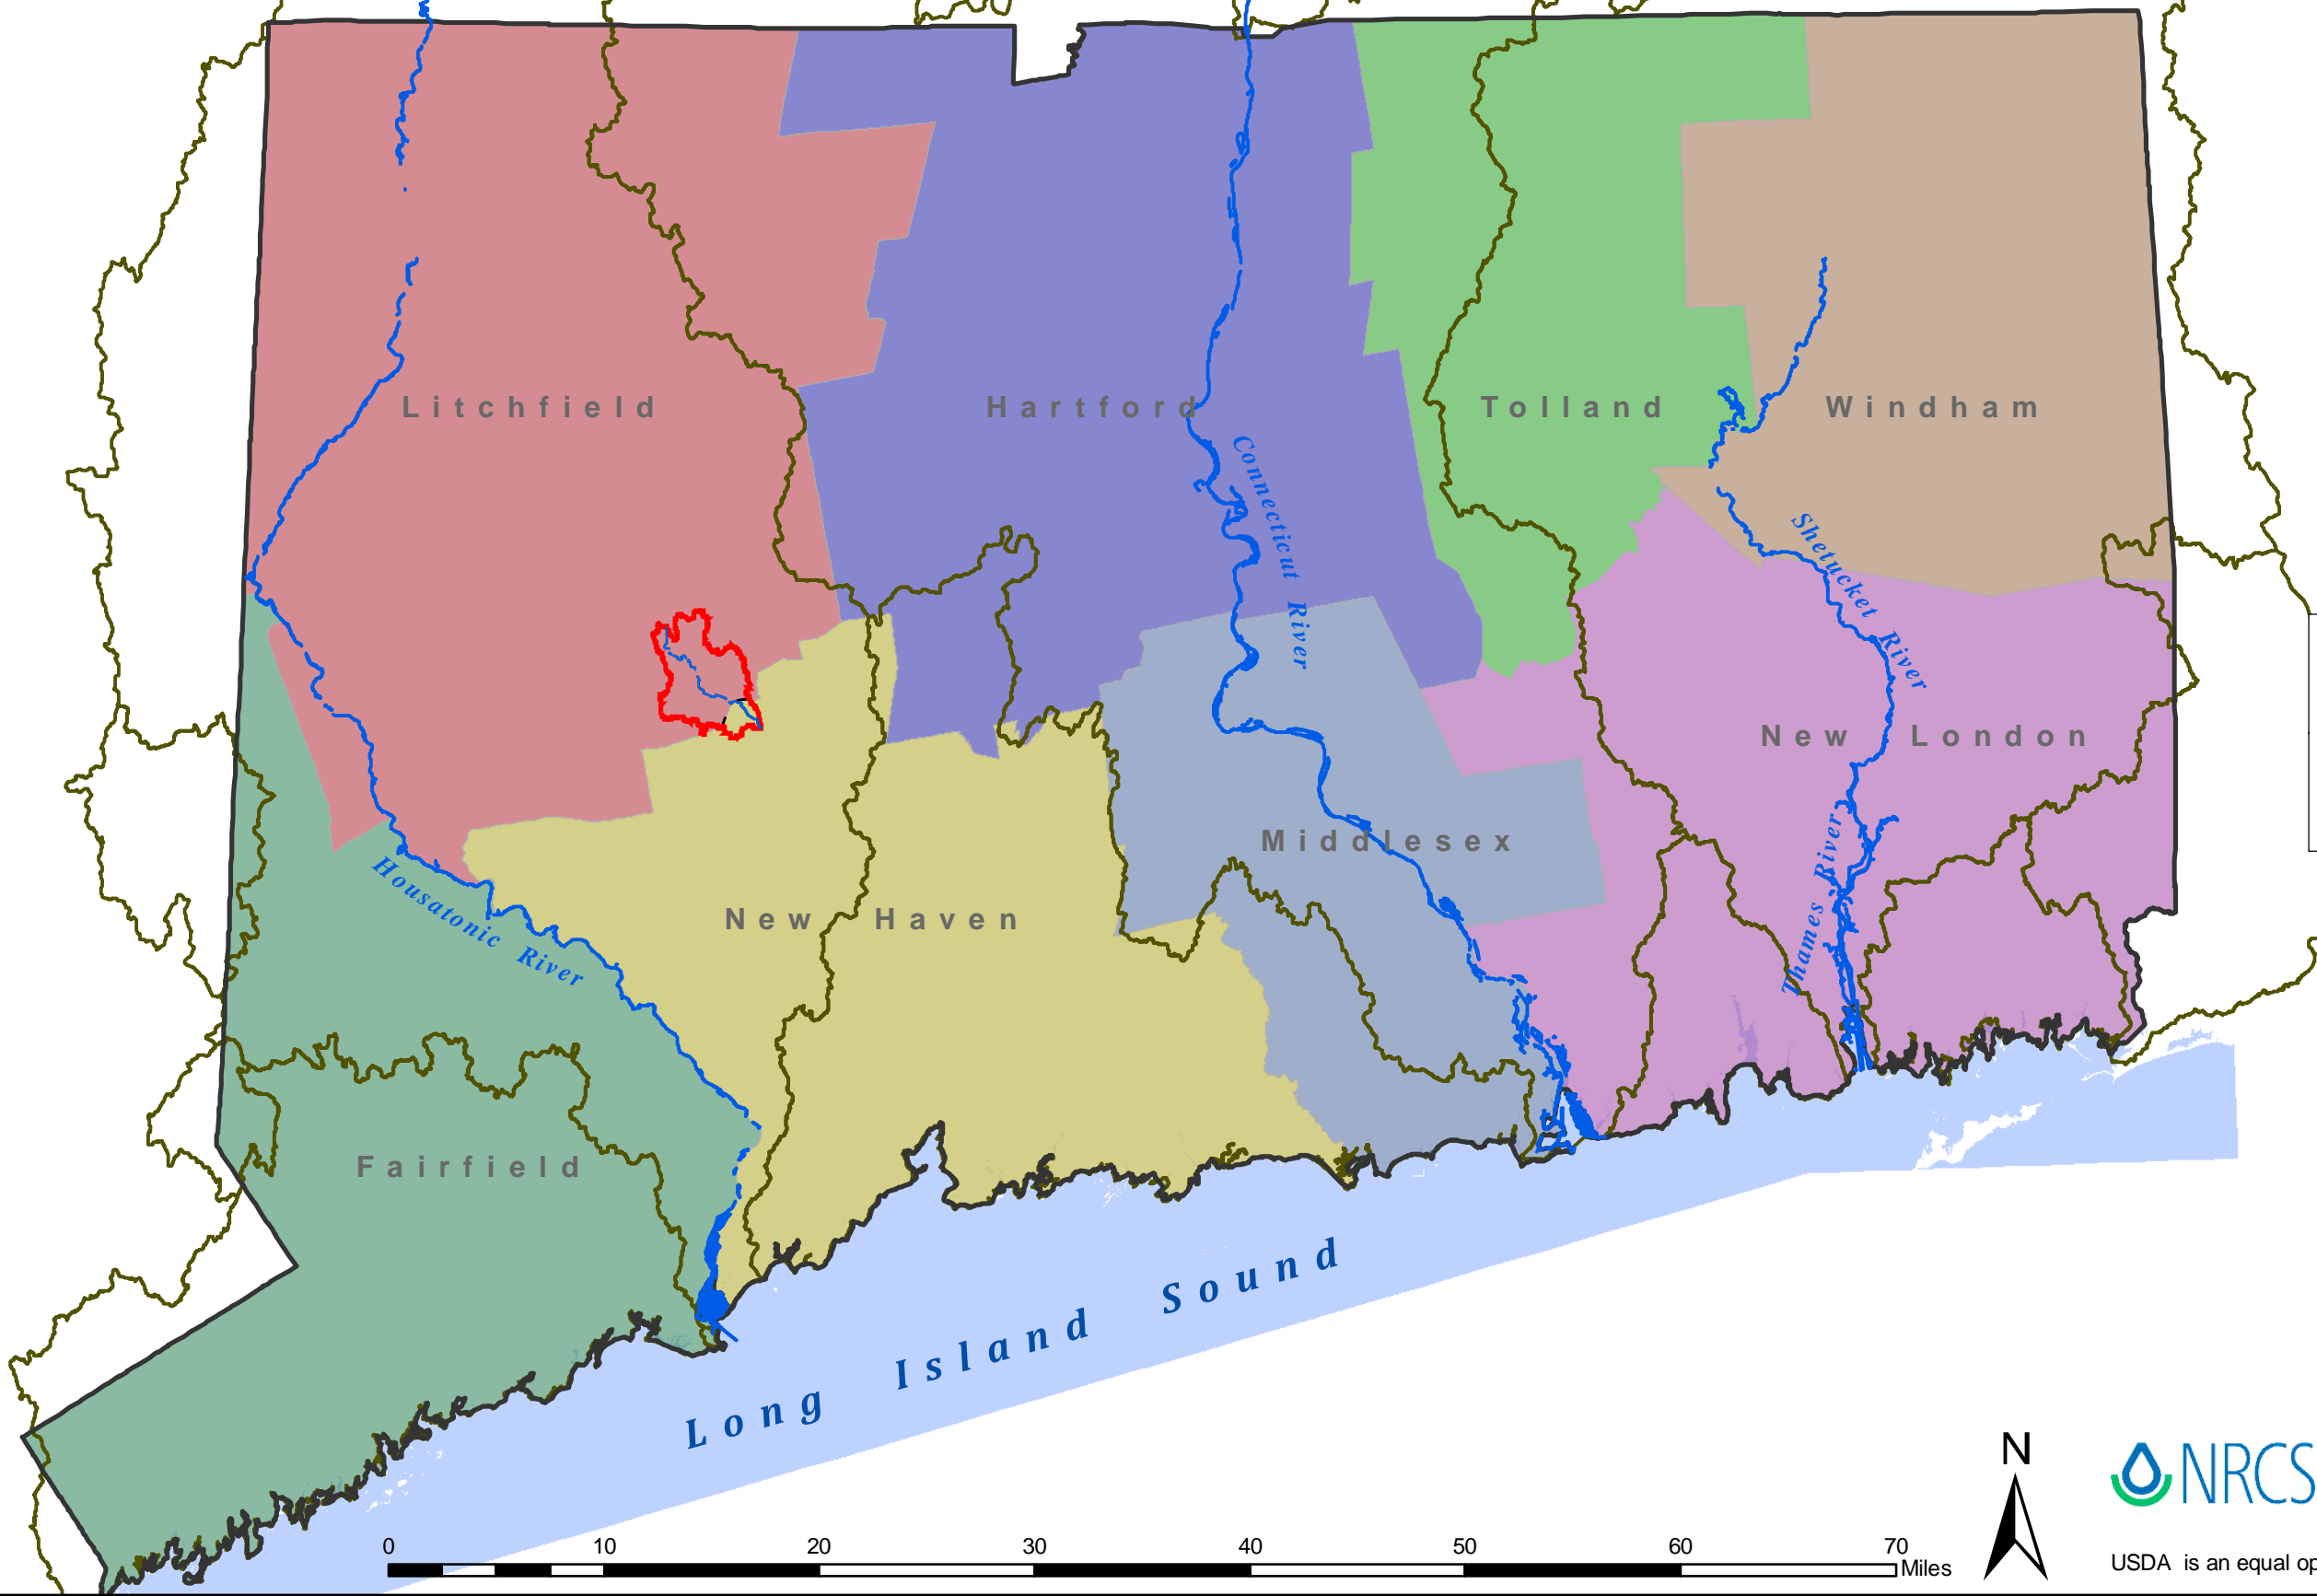 Litchfield
Hartford
Tolland
Windham
Connecticut River
Shetucket River
New London
Middlesex
Thames River
Housatonic River
New Haven
Fairfield
Long Island Sound
N
NRCS
0 10 20 30 40 50 60 70
Miles
USDA is an equal op